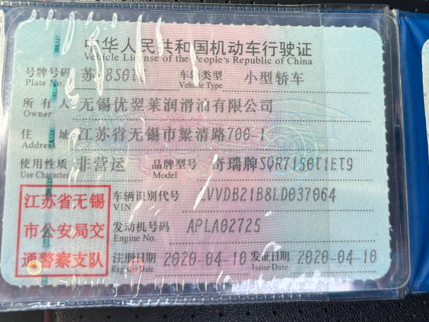 中华人民共和国机动车行驶证
Vehicle License of the People's Republic of China
号牌号码 车辆类型 小型轿车
Plate No. Vehicle Type
所有人 无锡优翌莱润滑油有限公司
Owner
住址 江苏省无锡市梁清路706-1
Address
使用性质 非营运 品牌型号 奇瑞牌SQR7150T1ET9
Use Character Model
江苏省无锡
市公安局交
通警察支队
车辆识别代号 LVVDB21B8LD037064
VIN
发动机号码 APLA02725
Engine No.
注册日期 2020-04-10 发证日期 2020-04-10
Register Date Issue Date